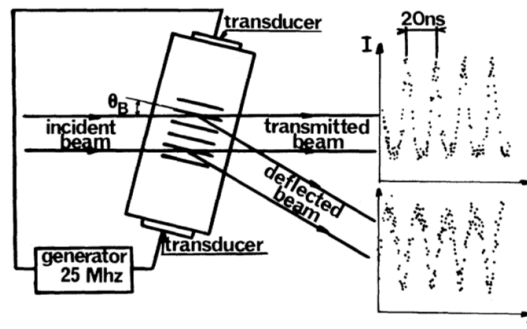 transducer
20ns
I
θB
incident
beam
transmitted
beam
deflected
beam
transducer
generator
25 Mhz